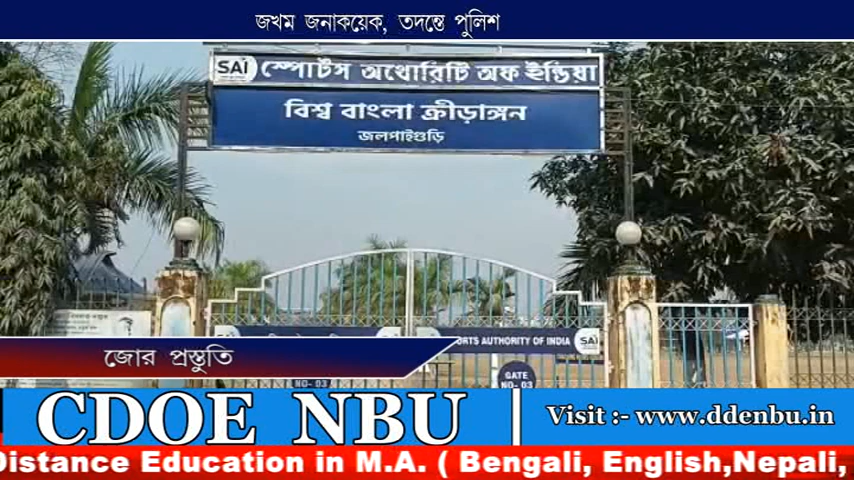 জখম জনাকয়েক, তদন্তে পুলিশ
SAI স্পোর্টস অথোরিটি অফ ইন্ডিয়া
বিশ্ব বাংলা ক্রীড়াঙ্গন
জলপাইগুড়ি
ORTS AUTHORITY OF INDIA SAI
জোর প্রস্তুতি
NO-03
GATE
NO.-03
CDOE NBU
Visit :- www.ddenbu.in
Distance Education in M.A. ( Bengali, English,Nepali,